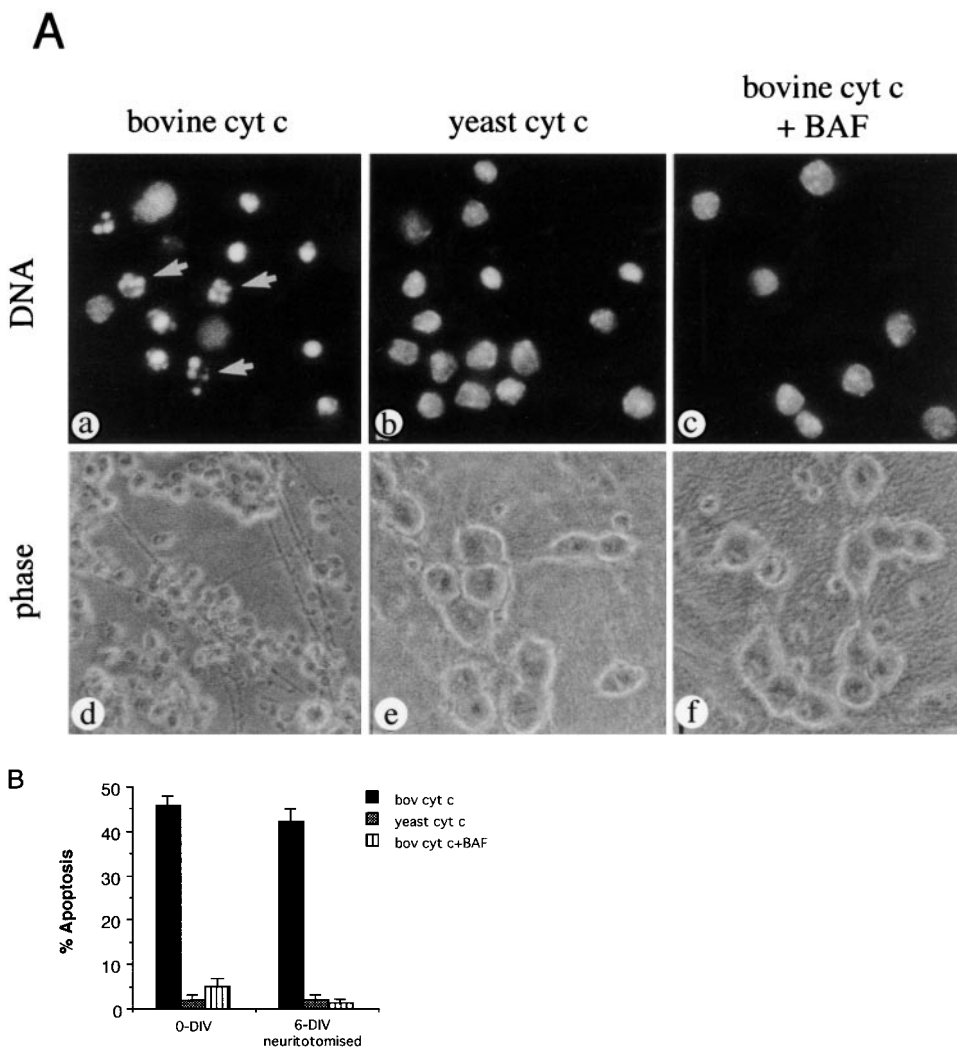 A
bovine cyt c
yeast cyt c
bovine cyt c
+ BAF
DNA
a
b
c
phase
d
e
f
B
50
40
30
20
10
0
% Apoptosis
0-DIV
6-DIV
neuritotomised
bov cyt c
yeast cyt c
bov cyt c+BAF